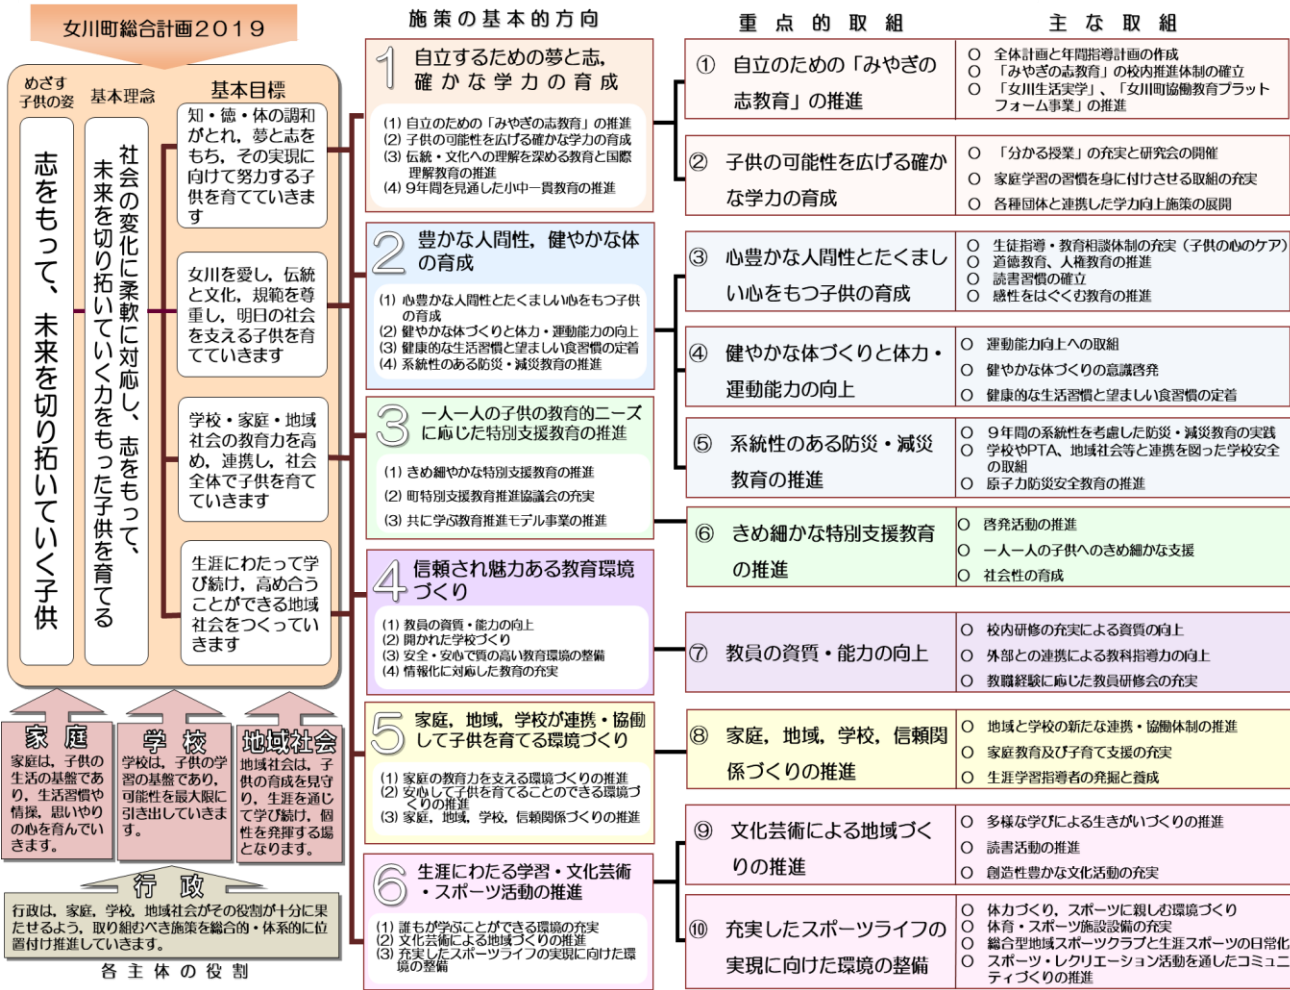 女川町総合計画２０１９
めざす
子供の姿
志をもって、未来を切り拓いていく子供
基本理念
社会の変化に柔軟に対応し、志をもって、
未来を切り拓いていく力をもった子供を育てる
基本目標
知・徳・体の調和
がとれ，夢と志を
もち，その実現に
向けて努力する子
供を育てていきま
す
女川を愛し，伝統
と文化，規範を尊
重し，明日の社会
を支える子供を育
てていきます
学校・家庭・地域
社会の教育力を高
め，連携し，社会
全体で子供を育て
ていきます
生涯にわたって学
び続け，高め合う
ことができる地域
社会をつくってい
きます
家庭
家庭は，子供の
生活の基盤であ
り，生活習慣や
情操，思いやり
の心を育んでい
きます。
学校
学校は，子供の学
習の基盤であり，
可能性を最大限に
引き出していきま
す。
地域社会
地域社会は，子
供の育成を見守
り，生涯を通じ
て学び続け，個
性を発揮する場
となります。
行政
行政は，家庭，学校，地域社会がその役割が十分に果
たせるよう，取り組むべき施策を総合的・体系的に位
置付け推進していきます。
各主体の役割
施策の基本的方向
1 自立するための夢と志，
確かな学力の育成
(1) 自立のための「みやぎの志教育」の推進
(2) 子供の可能性を広げる確かな学力の育成
(3) 伝統・文化への理解を深める教育と国際
理解教育の推進
(4) ９年間を見通した小中一貫教育の推進
2 豊かな人間性，健やかな体
の育成
(1) 心豊かな人間性とたくましい心をもつ子供
の育成
(2) 健やかな体づくりと体力・運動能力の向上
(3) 健康的な生活習慣と望ましい食習慣の定着
(4) 系統性のある防災・減災教育の推進
3 一人一人の子供の教育的ニーズ
に応じた特別支援教育の推進
(1) きめ細やかな特別支援教育の推進
(2) 町特別支援教育推進協議会の充実
(3) 共に学ぶ教育推進モデル事業の推進
4 信頼され魅力ある教育環境
づくり
(1) 教員の資質・能力の向上
(2) 開かれた学校づくり
(3) 安全・安心で質の高い教育環境の整備
(4) 情報化に対応した教育の充実
5 家庭，地域，学校が連携・協働
して子供を育てる環境づくり
(1) 家庭の教育力を支える環境づくりの推進
(2) 安心して子供を育てることのできる環境づ
くりの推進
(3) 家庭，地域，学校，信頼関係づくりの推進
6 生涯にわたる学習・文化芸術
・スポーツ活動の推進
(1) 誰もが学ぶことができる環境の充実
(2) 文化芸術による地域づくりの推進
(3) 充実したスポーツライフの実現に向けた環
境の整備
重点的取組
主な取組
① 自立のための「みやぎの
志教育」の推進
○ 全体計画と年間指導計画の作成
○ 「みやぎの志教育」の校内推進体制の確立
○ 「女川生活実学」、「女川町協働教育プラット
フォーム事業」の推進
② 子供の可能性を広げる確か
な学力の育成
○ 「分かる授業」の充実と研究会の開催
○ 家庭学習の習慣を身に付けさせる取組の充実
○ 各種団体と連携した学力向上施策の展開
③ 心豊かな人間性とたくまし
い心をもつ子供の育成
○ 生徒指導・教育相談体制の充実（子供の心のケア）
○ 道徳教育、人権教育の推進
○ 読書習慣の確立
○ 感性をはぐくむ教育の推進
④ 健やかな体づくりと体力・
運動能力の向上
○ 運動能力向上への取組
○ 健やかな体づくりの意識啓発
○ 健康的な生活習慣と望ましい食習慣の定着
⑤ 系統性のある防災・減災
教育の推進
○ ９年間の系統性を考慮した防災・減災教育の実践
○ 学校やPTA、地域社会等と連携を図った学校安全
の取組
○ 原子力防災安全教育の推進
⑥ きめ細かな特別支援教育
の推進
○ 啓発活動の推進
○ 一人一人の子供へのきめ細かな支援
○ 社会性の育成
⑦ 教員の資質・能力の向上
○ 校内研修の充実による資質の向上
○ 外部との連携による教科指導力の向上
○ 教職経験に応じた教員研修会の充実
⑧ 家庭，地域，学校，信頼関
係づくりの推進
○ 地域と学校の新たな連携・協働体制の推進
○ 家庭教育及び子育て支援の充実
○ 生涯学習指導者の発掘と養成
⑨ 文化芸術による地域づく
りの推進
○ 多様な学びによる生きがいづくりの推進
○ 読書活動の推進
○ 創造性豊かな文化活動の充実
⑩ 充実したスポーツライフの
実現に向けた環境の整備
○ 体力づくり，スポーツに親しむ環境づくり
○ 体育・スポーツ施設設備の充実
○ 総合型地域スポーツクラブと生涯スポーツの日常化
○ スポーツ・レクリエーション活動を通したコミュニ
ティづくりの推進